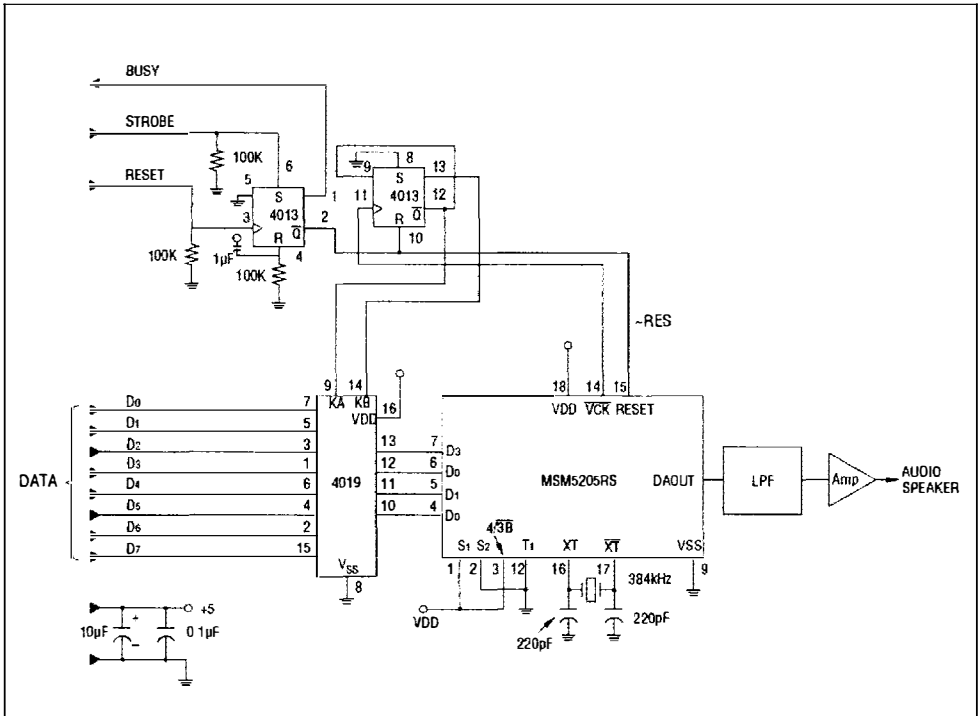 BUSY
STROBE
100K
6
RESET
5
S
1
4013
3
2
R
Q
4
100K
1µF
100K
8
9
13
S
11
4013
12
Q
R
10
~RES
9
14
KA
KB
16
VDD
18
14
15
VDD
VCK
RESET
DATA
D0
7
D1
5
D2
3
D3
1
D4
6
D5
4
D6
2
D7
15
4019
13
12
11
10
VSS
8
7
D3
6
D0
5
D1
4
D0
MSM5205RS
DAOUT
LPF
Amp
AUDIO
SPEAKER
4/3B
S1
S2
T1
XT
XT
VSS
1
2
3
12
16
17
9
384kHz
VDD
220pF
220pF
+5
10µF
+
–
0 1µF